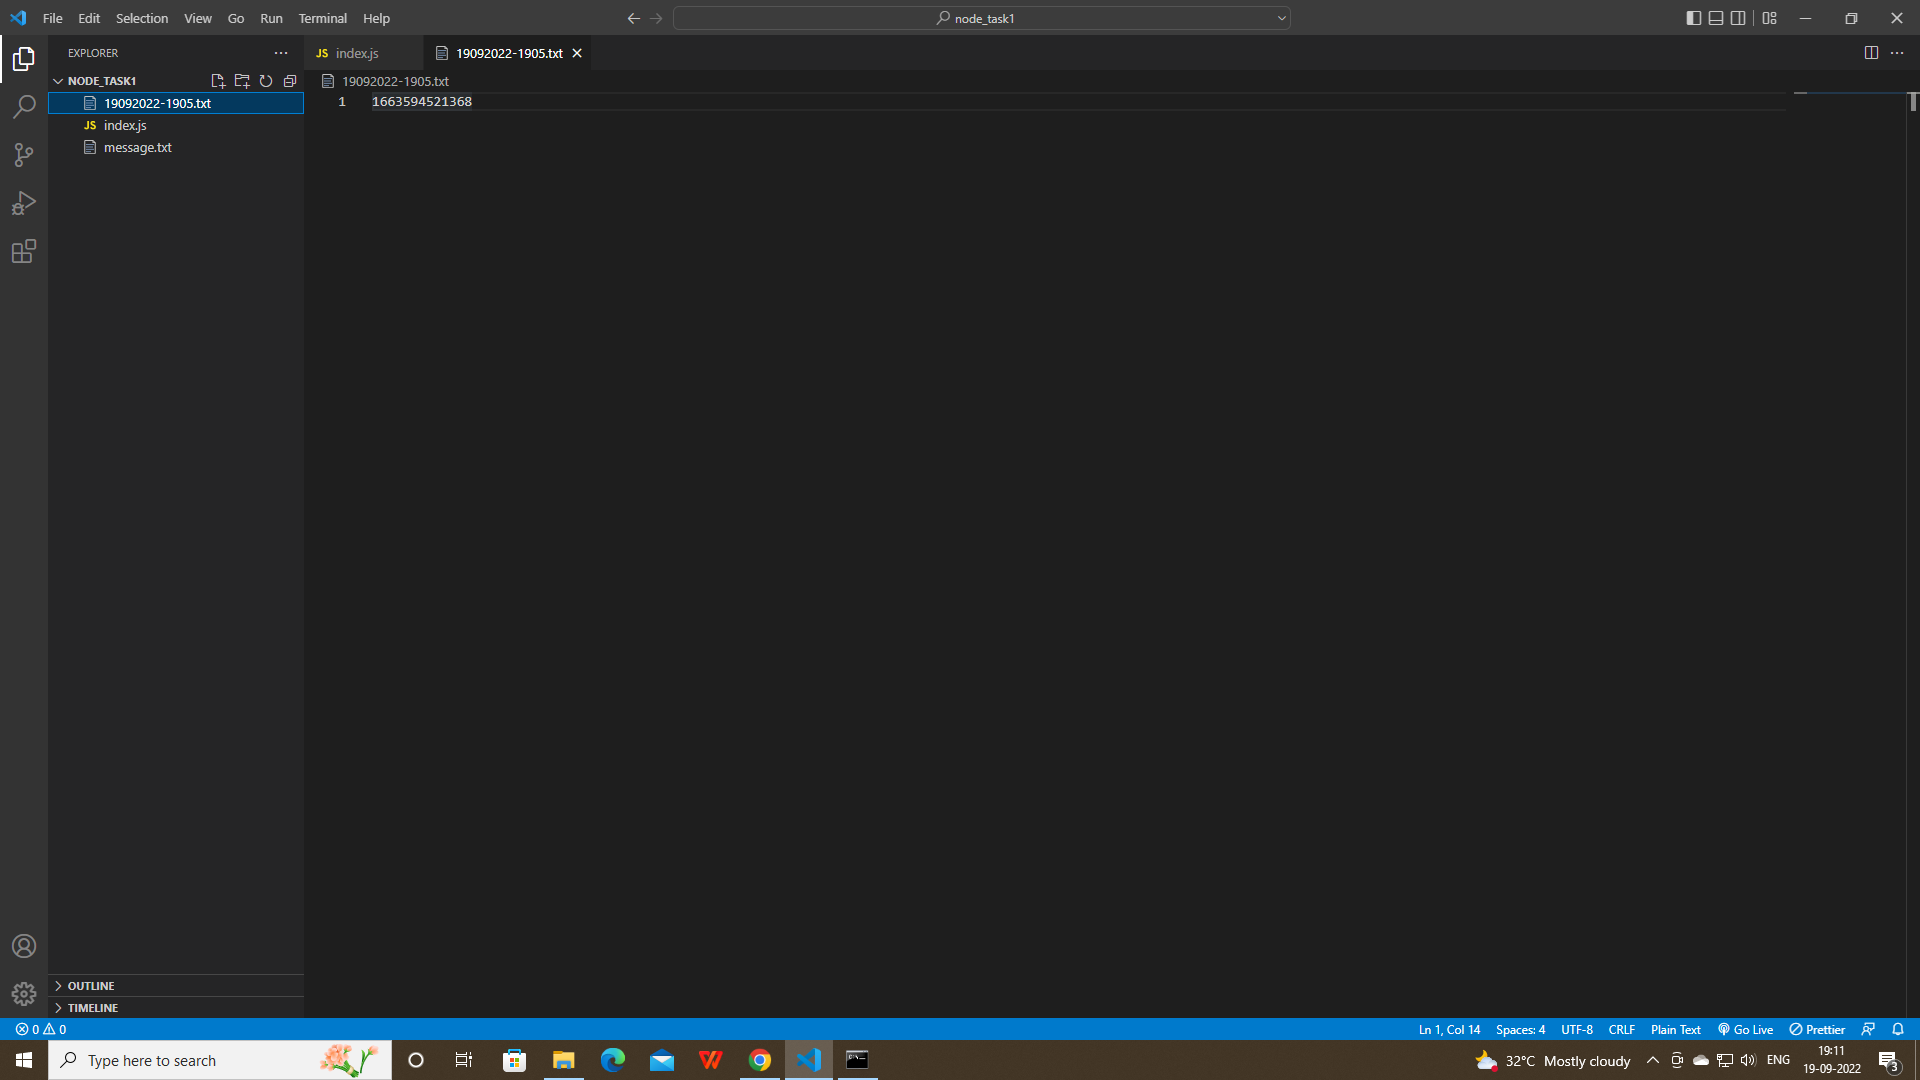 File Edit Selection View Go Run Terminal Help
node_task1
EXPLORER
JS index.js
19092022-1905.txt
NODE_TASK1
19092022-1905.txt
JS index.js
message.txt
19092022-1905.txt
1 1663594521368
OUTLINE
TIMELINE
0 0
Ln 1, Col 14 Spaces: 4 UTF-8 CRLF Plain Text Go Live Prettier
Type here to search
32°C Mostly cloudy
ENG
19:11
19-09-2022
3